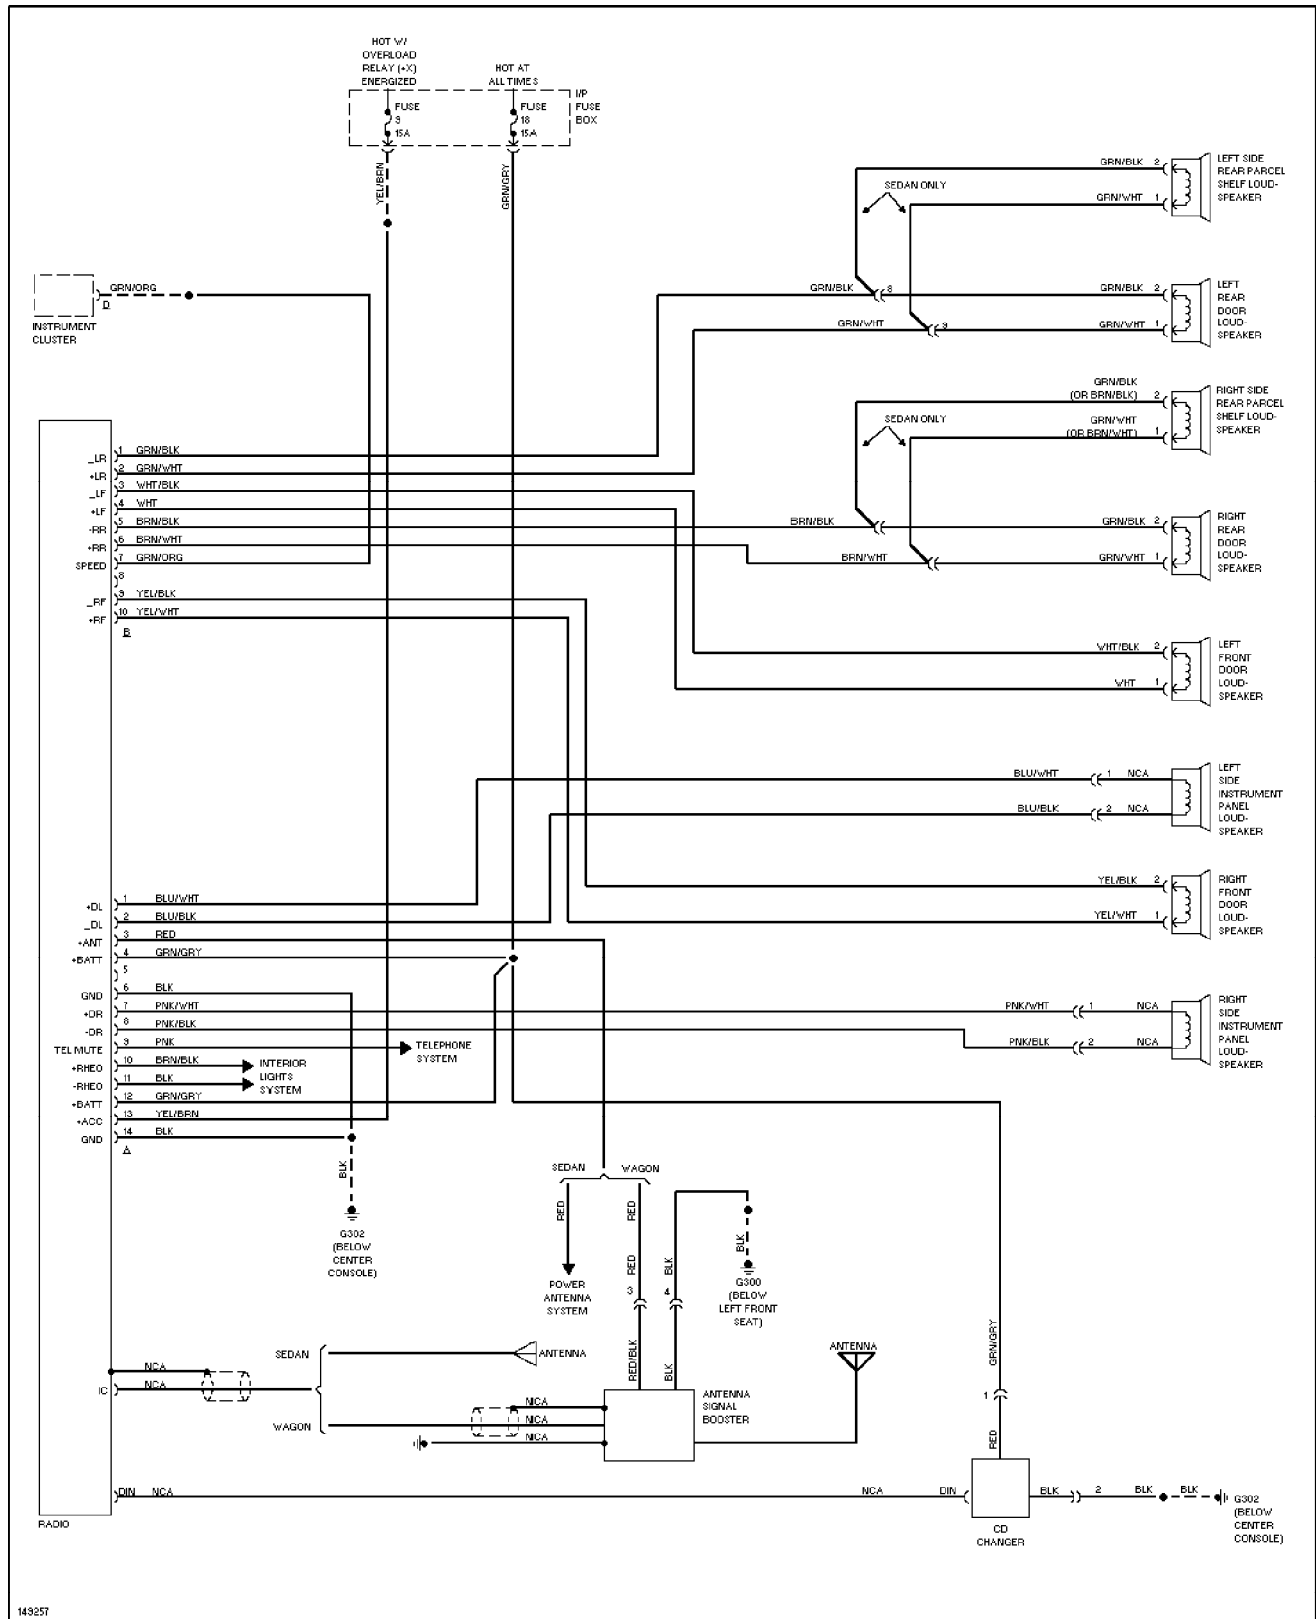 HOT W/
OVERLOAD
RELAY (+X)
ENERGIZED
HOT AT
ALL TIMES
FUSE
9
15A
FUSE
18
15A
I/P
FUSE
BOX
YEL/BRN
GRN/GRY
GRN/BLK 2
GRN/WHT 1
LEFT SIDE
REAR PARCEL
SHELF LOUD-
SPEAKER
SEDAN ONLY
GRN/ORG
D
INSTRUMENT
CLUSTER
GRN/BLK 8 GRN/BLK 2
GRN/WHT 9 GRN/WHT 1
LEFT
REAR
DOOR
LOUD-
SPEAKER
GRN/BLK
(OR BRN/BLK) 2
GRN/WHT
(OR BRN/WHT) 1
RIGHT SIDE
REAR PARCEL
SHELF LOUD-
SPEAKER
SEDAN ONLY
_LR 1 GRN/BLK
+LR 2 GRN/WHT
_LF 3 WHT/BLK
+LF 4 WHT
-RR 5 BRN/BLK
+RR 6 BRN/WHT
SPEED 7 GRN/ORG
8
_RF 9 YEL/BLK
+RF 10 YEL/WHT
B
BRN/BLK GRN/BLK 2
BRN/WHT GRN/WHT 1
RIGHT
REAR
DOOR
LOUD-
SPEAKER
WHT/BLK 2
WHT 1
LEFT
FRONT
DOOR
LOUD-
SPEAKER
BLU/WHT 1 NCA
BLU/BLK 2 NCA
LEFT
SIDE
INSTRUMENT
PANEL
LOUD-
SPEAKER
YEL/BLK 2
YEL/WHT 1
RIGHT
FRONT
DOOR
LOUD-
SPEAKER
+DL 1 BLU/WHT
_DL 2 BLU/BLK
+ANT 3 RED
+BATT 4 GRN/GRY
5
GND 6 BLK
+DR 7 PNK/WHT
-DR 8 PNK/BLK
TEL MUTE 9 PNK
+RHEO 10 BRN/BLK
-RHEO 11 BLK
+BATT 12 GRN/GRY
+ACC 13 YEL/BRN
GND 14 BLK
A
TELEPHONE
SYSTEM
INTERIOR
LIGHTS
SYSTEM
PNK/WHT 1 NCA
PNK/BLK 2 NCA
RIGHT
SIDE
INSTRUMENT
PANEL
LOUD-
SPEAKER
BLK
G302
(BELOW
CENTER
CONSOLE)
SEDAN WAGON
RED
RED
RED
3
RED/BLK
BLK
4
BLK
BLK
POWER
ANTENNA
SYSTEM
G300
(BELOW
LEFT FRONT
SEAT)
NCA
IC NCA
SEDAN
WAGON
ANTENNA
ANTENNA
NCA
NCA
NCA
ANTENNA
SIGNAL
BOOSTER
GRN/GRY
1
RED
DIN NCA
NCA DIN
BLK 2 BLK BLK
G302
(BELOW
CENTER
CONSOLE)
RADIO
CD
CHANGER
149257